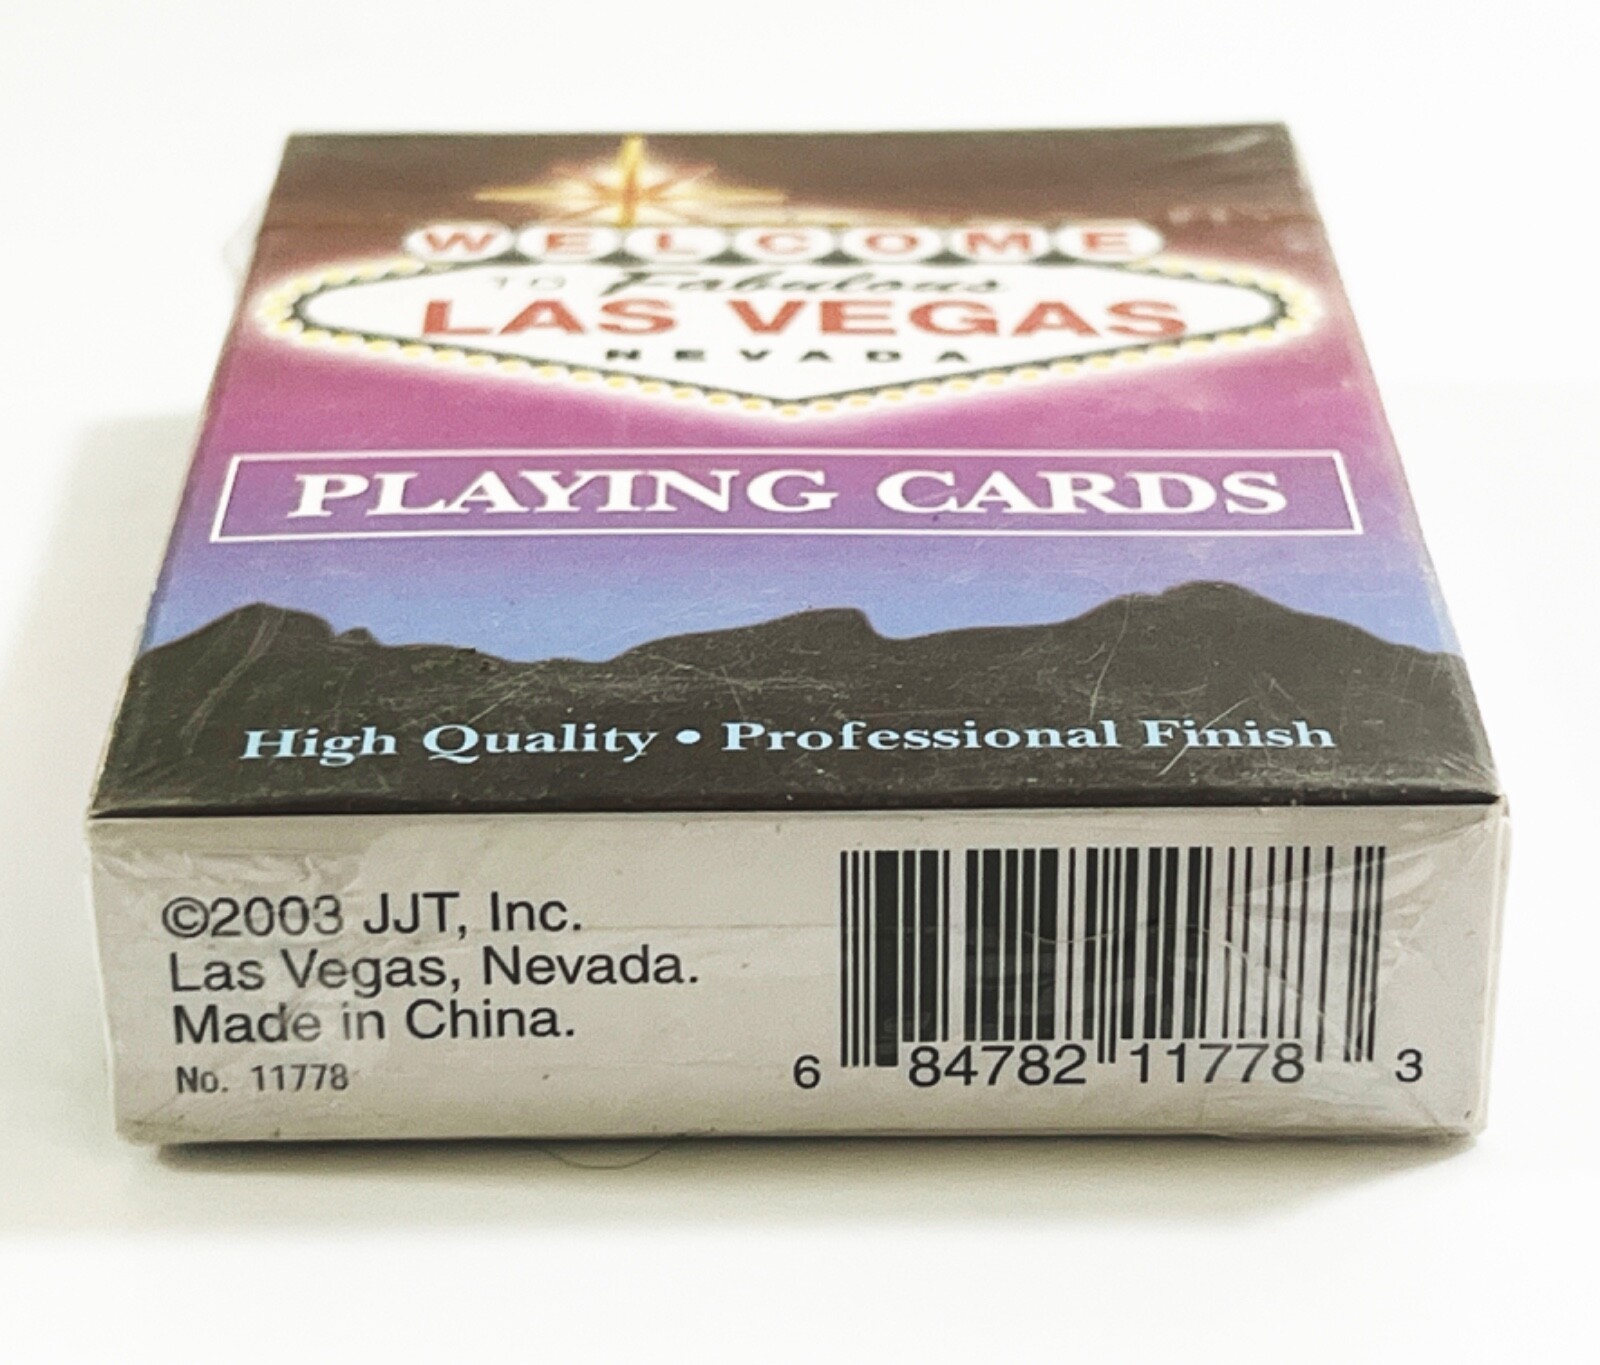 WELCOME
TO Fabulous
LAS VEGAS
NEVADA
PLAYING CARDS
High Quality • Professional Finish
©2003 JJT, Inc.
Las Vegas, Nevada.
Made in China.
No. 11778
6 84782 11778 3